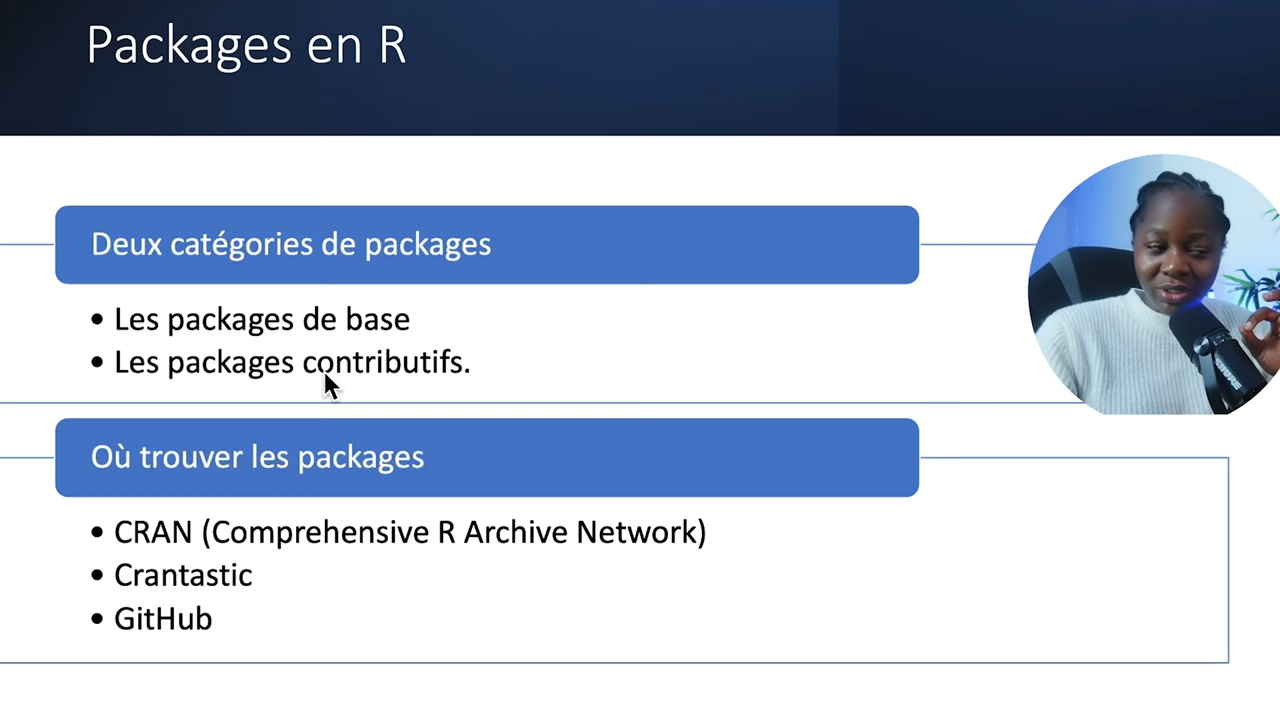 Packages en R
Deux catégories de packages
• Les packages de base
• Les packages contributifs.
Où trouver les packages
• CRAN (Comprehensive R Archive Network)
• Crantastic
• GitHub
SHURE